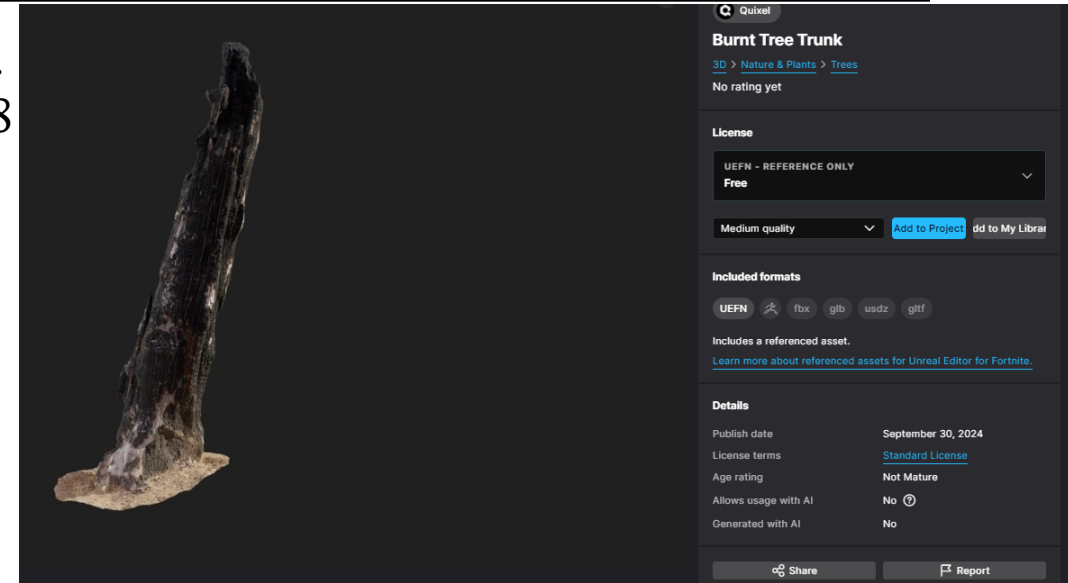 Quixel
Burnt Tree Trunk
3D > Nature & Plants > Trees
No rating yet
8
License
UEFN - REFERENCE ONLY
Free
Medium quality
Add to Project
dd to My Librar
Included formats
UEFN fbx glb usdz gltf
Includes a referenced asset.
Learn more about referenced assets for Unreal Editor for Fortnite.
Details
Publish date September 30, 2024
License terms Standard License
Age rating Not Mature
Allows usage with AI No
Generated with AI No
Share
Report